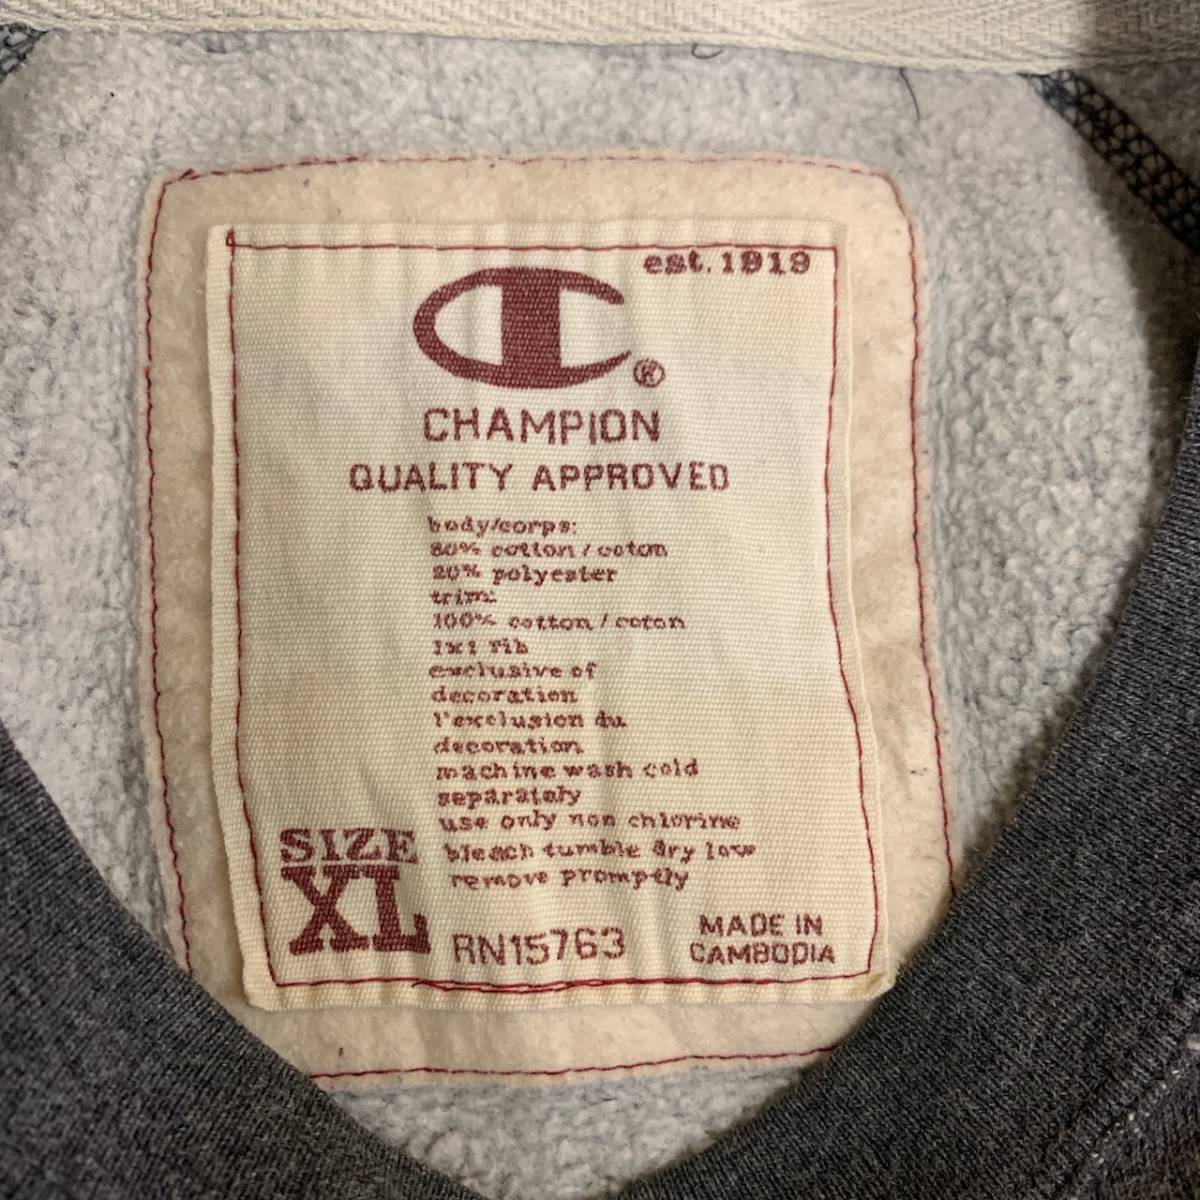 est. 1919
CHAMPION
QUALITY APPROVED
body/corps:
80% cotton / coton
20% polyester
trim:
100% cotton / coton
1x1 rib
exclusive of
decoration
l'exclusion du
decoration
machine wash cold
separately
use only non chlorine
bleach tumble dry low
remove promptly
SIZE
XL
RN15763
MADE IN
CAMBODIA